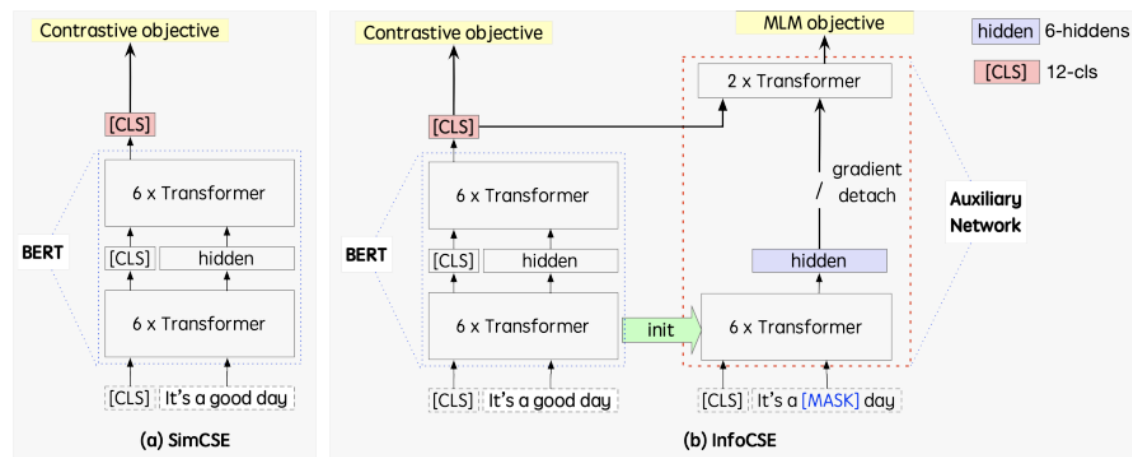 Contrastive objective
[CLS]
6 x Transformer
BERT
[CLS] hidden
6 x Transformer
[CLS] It's a good day
(a) SimCSE
Contrastive objective
[CLS]
6 x Transformer
BERT
[CLS] hidden
6 x Transformer
[CLS] It's a good day
init
MLM objective
2 x Transformer
gradient
detach
hidden
6 x Transformer
[CLS] It's a [MASK] day
Auxiliary
Network
hidden 6-hiddens
[CLS] 12-cls
(b) InfoCSE